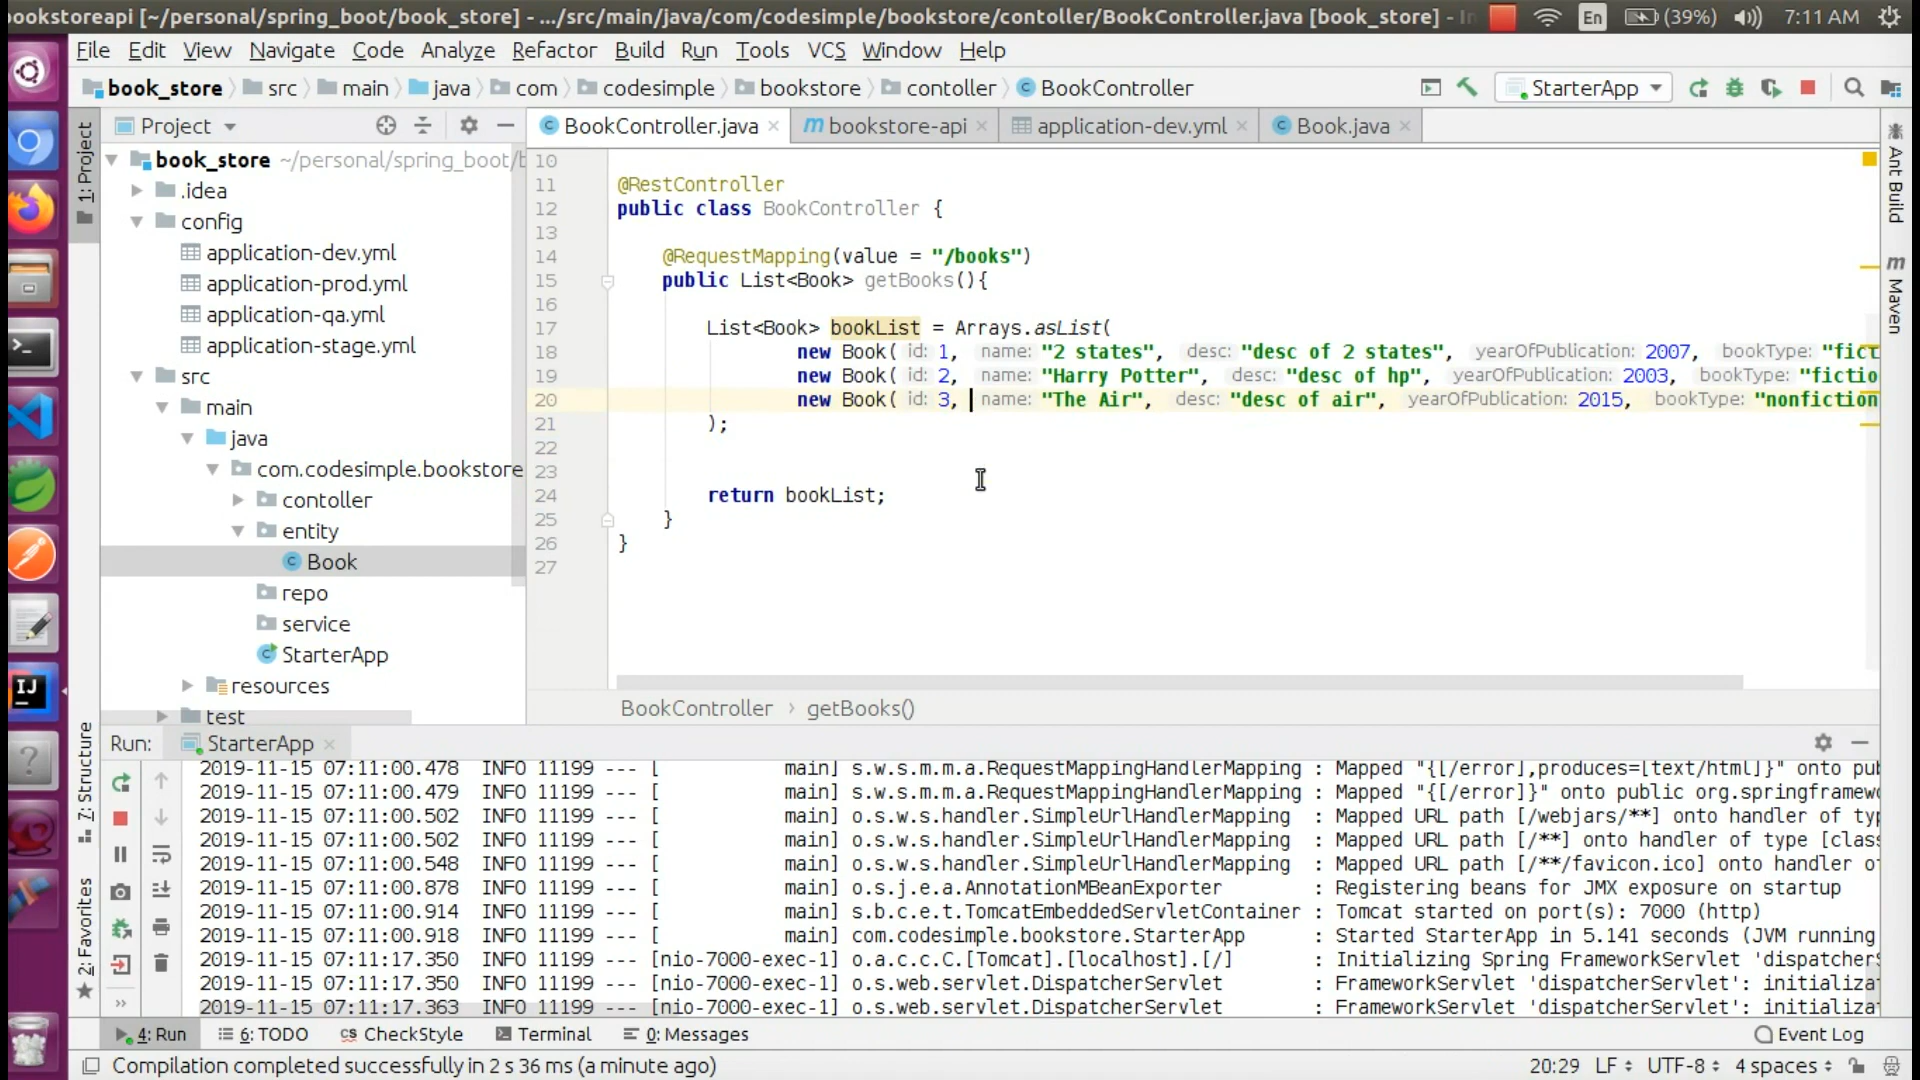 bookstoreapi [~/personal/spring_boot/book_store] - .../src/main/java/com/codesimple/bookstore/contoller/BookController.java [book_store] -
En
(39%)
7:11 AM
File Edit View Navigate Code Analyze Refactor Build Run Tools VCS Window Help
book_store src main java com codesimple bookstore contoller BookController
StarterApp
Project
BookController.java bookstore-api application-dev.yml Book.java
1: Project
book_store ~/personal/spring_boot/b
.idea
config
application-dev.yml
application-prod.yml
application-qa.yml
application-stage.yml
src
main
java
com.codesimple.bookstore
contoller
entity
Book
repo
service
StarterApp
resources
test
10
11 @RestController
12 public class BookController {
13
14 @RequestMapping(value = "/books")
15 public List<Book> getBooks(){
16
17 List<Book> bookList = Arrays.asList(
18 new Book( id: 1, name: "2 states", desc: "desc of 2 states", yearOfPublication: 2007, bookType: "fict
19 new Book( id: 2, name: "Harry Potter", desc: "desc of hp", yearOfPublication: 2003, bookType: "fictio
20 new Book( id: 3, name: "The Air", desc: "desc of air", yearOfPublication: 2015, bookType: "nonfiction
21 );
22
23
24 return bookList;
25 }
26 }
27
BookController › getBooks()
Ant Build
Maven
Run: StarterApp
7: Structure
2: Favorites
2019-11-15 07:11:00.478 INFO 11199 --- [ main] s.w.s.m.m.a.RequestMappingHandlerMapping : Mapped "{[/error],produces=[text/html]}" onto pub
2019-11-15 07:11:00.479 INFO 11199 --- [ main] s.w.s.m.m.a.RequestMappingHandlerMapping : Mapped "{[/error]}" onto public org.springframew
2019-11-15 07:11:00.502 INFO 11199 --- [ main] o.s.w.s.handler.SimpleUrlHandlerMapping : Mapped URL path [/webjars/**] onto handler of typ
2019-11-15 07:11:00.502 INFO 11199 --- [ main] o.s.w.s.handler.SimpleUrlHandlerMapping : Mapped URL path [/**] onto handler of type [clas
2019-11-15 07:11:00.548 INFO 11199 --- [ main] o.s.w.s.handler.SimpleUrlHandlerMapping : Mapped URL path [/**/favicon.ico] onto handler o
2019-11-15 07:11:00.878 INFO 11199 --- [ main] o.s.j.e.a.AnnotationMBeanExporter : Registering beans for JMX exposure on startup
2019-11-15 07:11:00.914 INFO 11199 --- [ main] s.b.c.e.t.TomcatEmbeddedServletContainer : Tomcat started on port(s): 7000 (http)
2019-11-15 07:11:00.918 INFO 11199 --- [ main] com.codesimple.bookstore.StarterApp : Started StarterApp in 5.141 seconds (JVM running
2019-11-15 07:11:17.350 INFO 11199 --- [nio-7000-exec-1] o.a.c.c.C.[Tomcat].[localhost].[/] : Initializing Spring FrameworkServlet 'dispatcherS
2019-11-15 07:11:17.350 INFO 11199 --- [nio-7000-exec-1] o.s.web.servlet.DispatcherServlet : FrameworkServlet 'dispatcherServlet': initializat
2019-11-15 07:11:17.363 INFO 11199 --- [nio-7000-exec-1] o.s.web.servlet.DispatcherServlet : FrameworkServlet 'dispatcherServlet': initializat
4: Run 6: TODO CheckStyle Terminal 0: Messages Event Log
Compilation completed successfully in 2 s 36 ms (a minute ago) 20:29 LF UTF-8 4 spaces